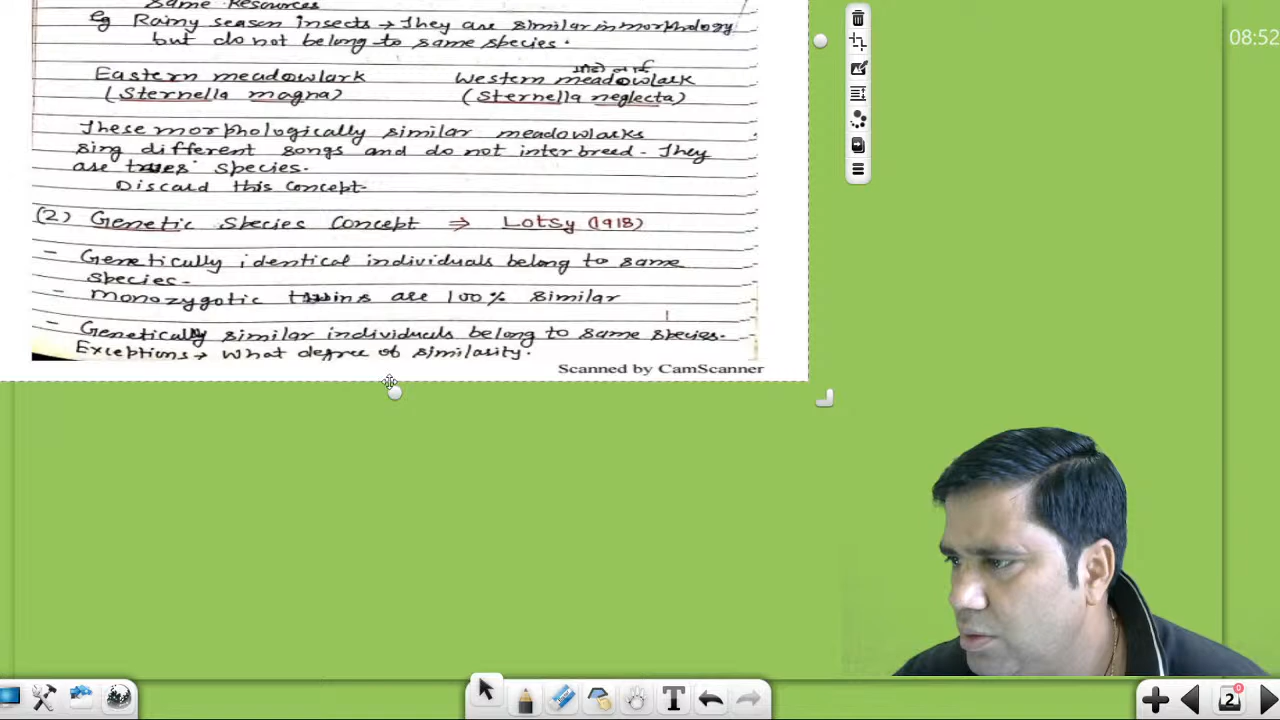 Same Resources
Eg Rainy season insects → They are similar in morphology
but do not belong to same species.
Eastern meadowlark Western meadowlark
(Sternella magna) (Sternella neglecta)
These morphologically similar meadowlarks
sing different songs and do not interbreed. They
are trues species.
Discard this Concept-
(2) Genetic Species Concept ⇒ Lotsy (1918)
- Genetically identical individuals belong to same
species-
- monozygotic twins are 100% similar
- Genetically similar individuals belong to same species.
Exceptions → What degree of similarity.
Scanned by CamScanner
08:52
T
2
0